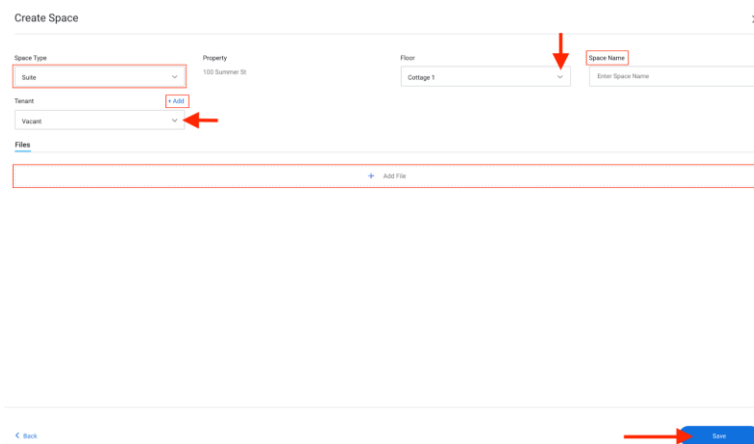 Create Space
Space Type
Property
Floor
Space Name
Suite
100 Summer St
Cottage 1
Enter Space Name
Tenant
+ Add
Vacant
Files
+ Add File
Back
Save